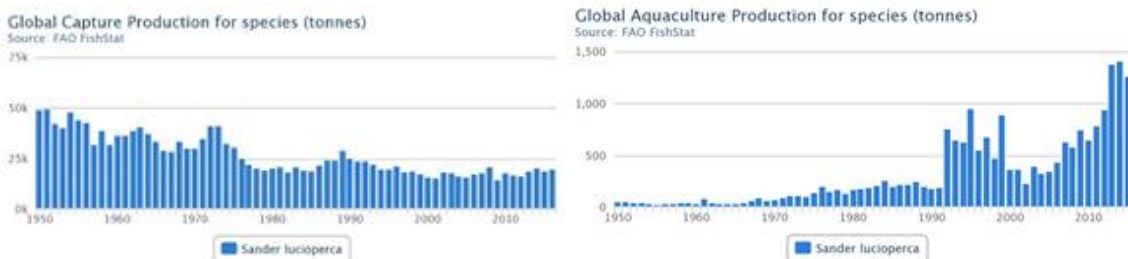 Global Capture Production for species (tonnes)
Source: FAO FishStat
75k
50k
25k
0k
1950 1960 1970 1980 1990 2000 2010
Sander lucioperca
Global Aquaculture Production for species (tonnes)
Source: FAO FishStat
1,500
1,000
500
0
1950 1960 1970 1980 1990 2000 2010
Sander lucioperca